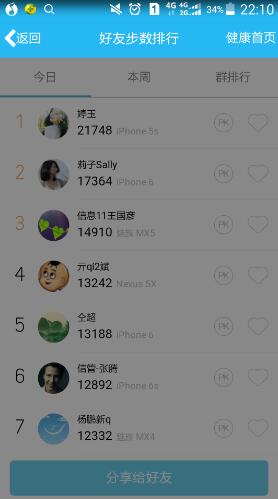 1 4G 4G 34% 22:10
返回 好友步数排行 健康首页
今日 本周 群排行
1 婷玉
21748 iPhone 5s PK
2 莉子Sally
17364 iPhone 6 PK
3 信息11王国彦
14910 魅族 MX5 PK
4 亓qi2斌
13242 Nexus 5X PK
5 仝超
13188 iPhone 6 PK
6 信管-张腾
12892 iPhone 6s PK
7 杨鹏新q
12332 魅族 MX4 PK
分享给好友